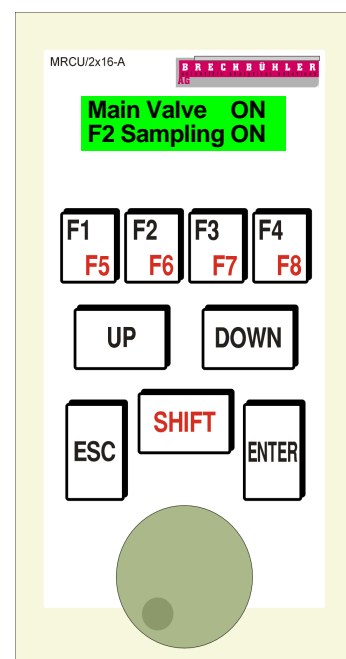 MRCU/2x16-A
BRECHBÜHLER
AG
Main Valve ON
F2 Sampling ON
F1 F2 F3 F4
F5 F6 F7 F8
UP DOWN
SHIFT
ESC ENTER